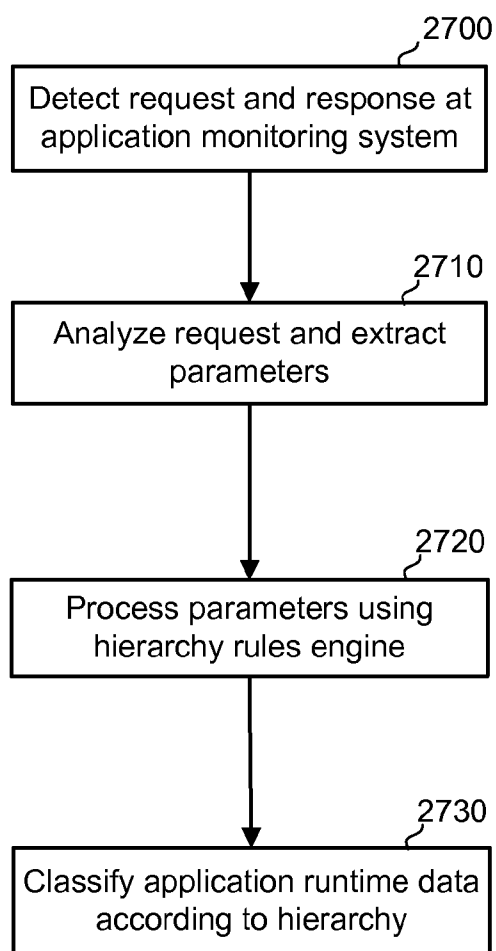 2700
Detect request and response at
application monitoring system
2710
Analyze request and extract
parameters
2720
Process parameters using
hierarchy rules engine
2730
Classify application runtime data
according to hierarchy